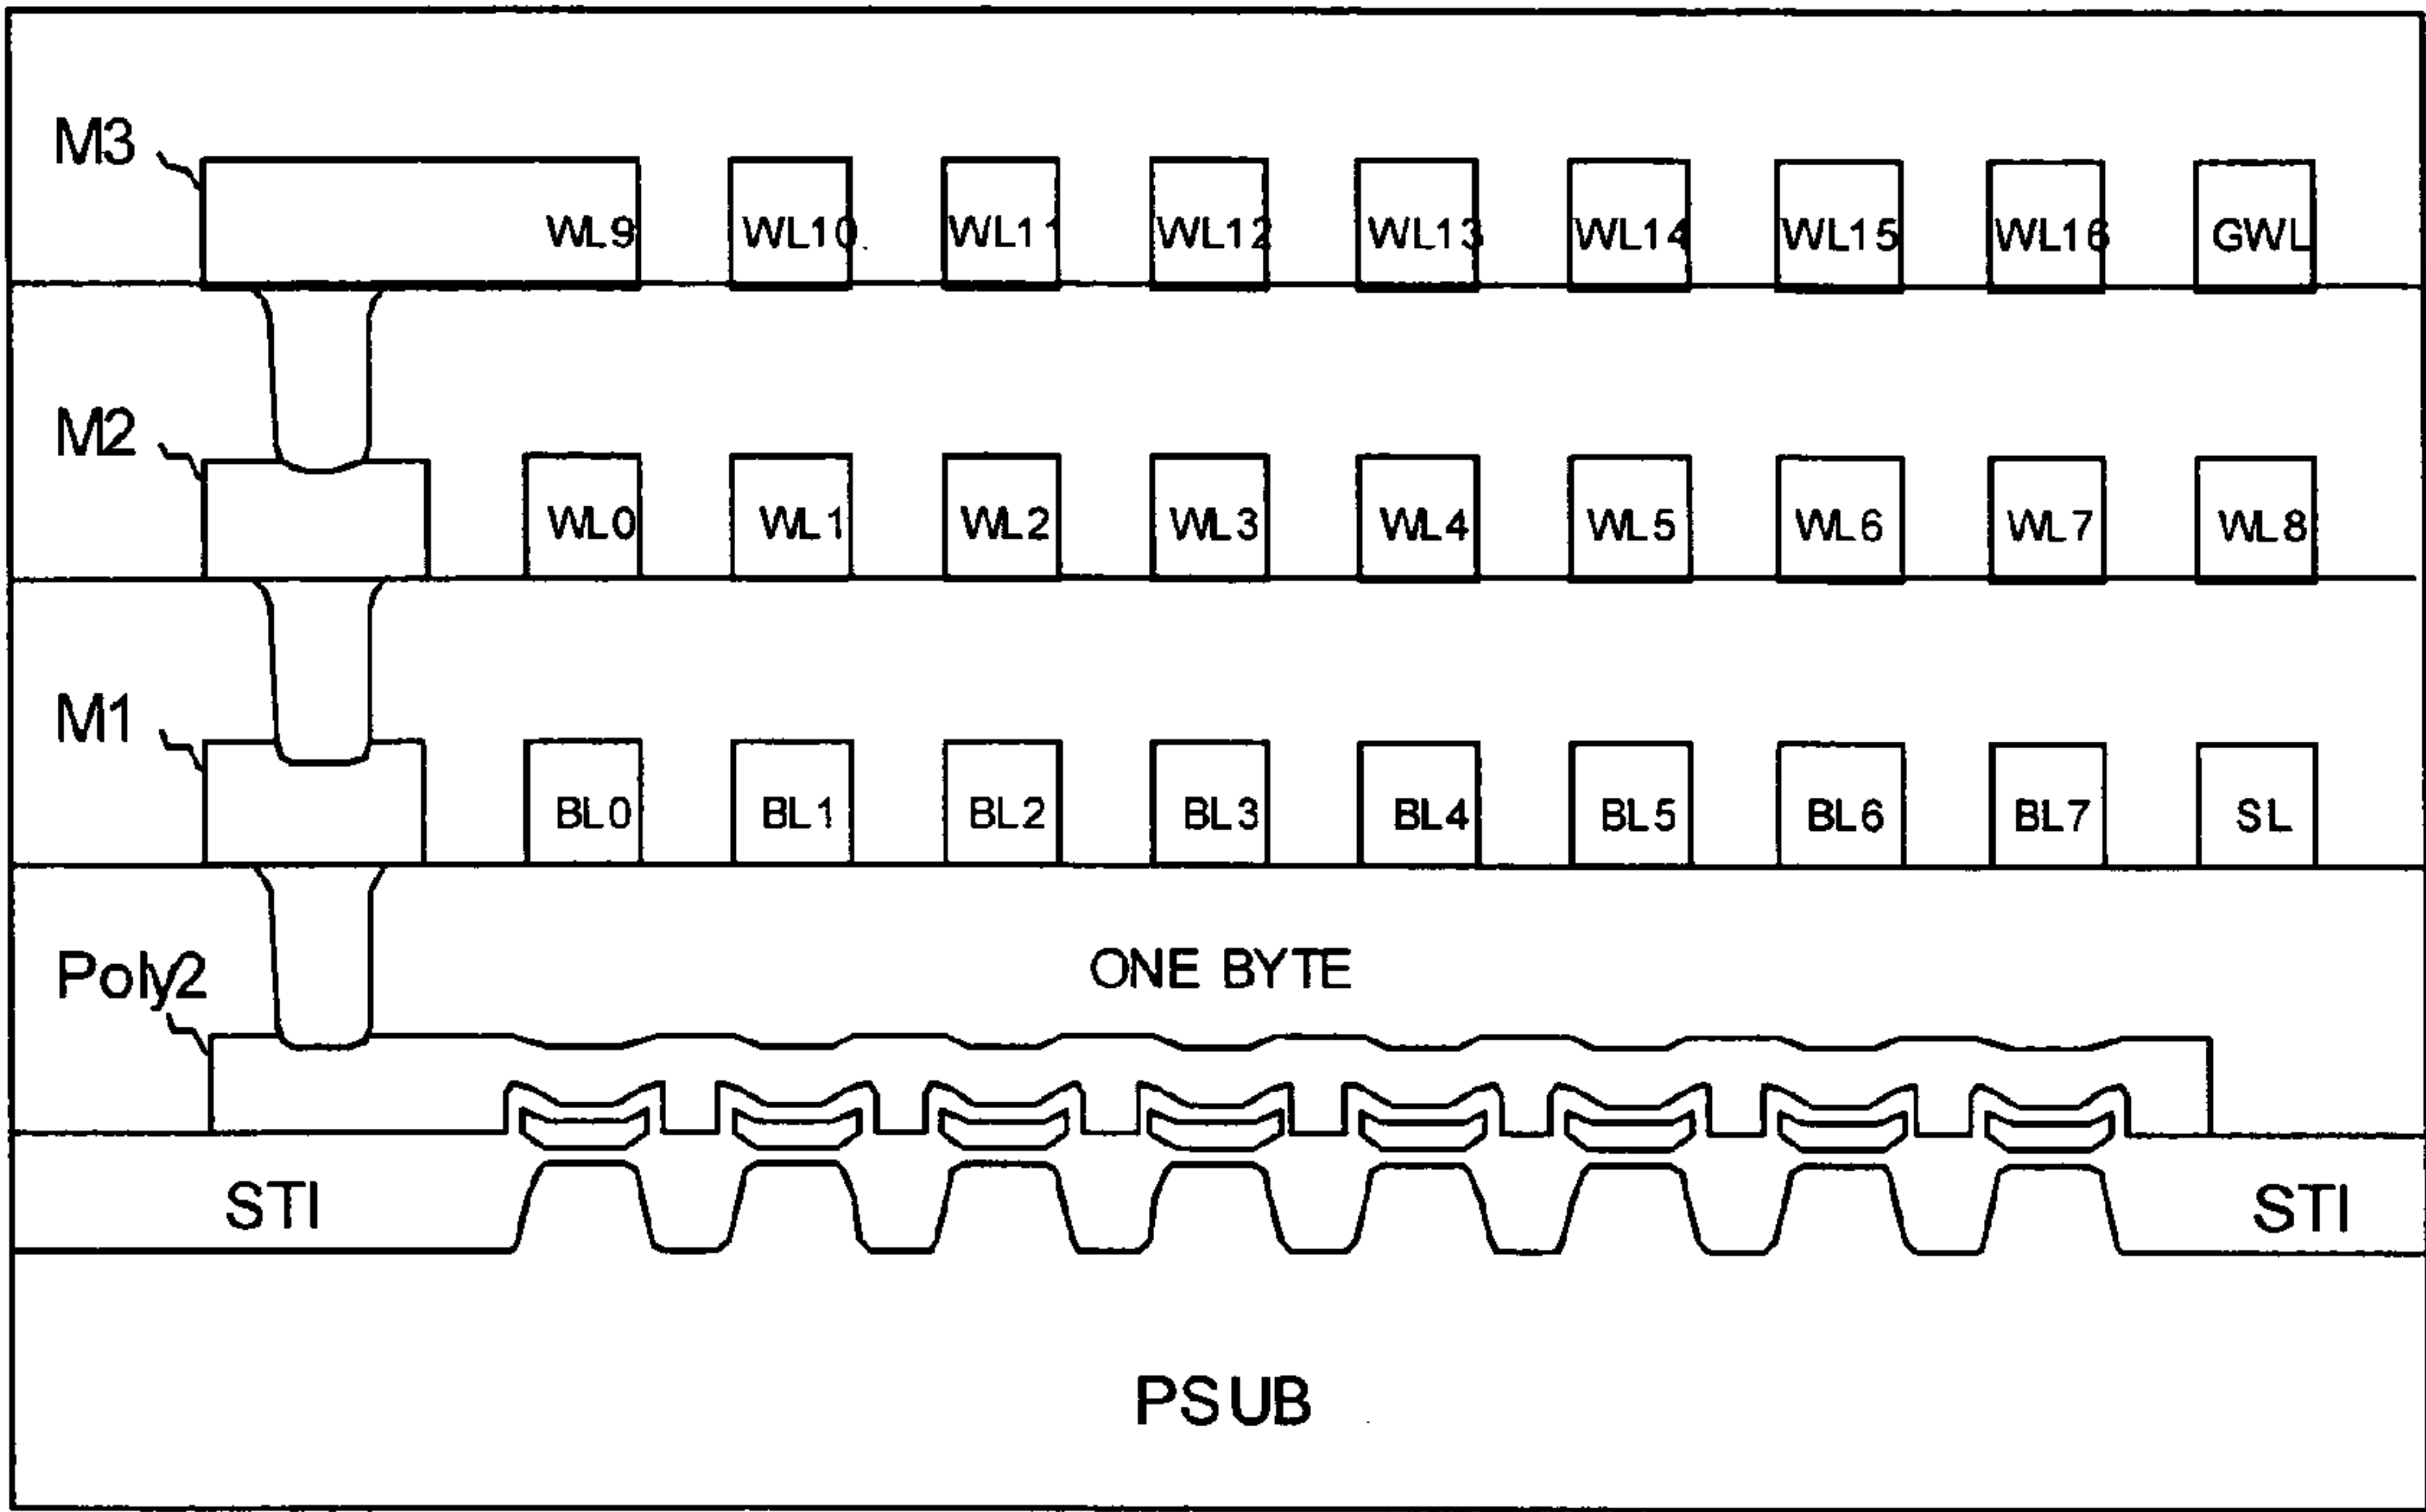 M3
WL9 WL10 WL11 WL12 WL13 WL14 WL15 WL16 GWL
M2
WL0 WL1 WL2 WL3 WL4 WL5 WL6 WL7 WL8
M1
BL0 BL1 BL2 BL3 BL4 BL5 BL6 BL7 SL
Poly2
ONE BYTE
STI STI
PSUB